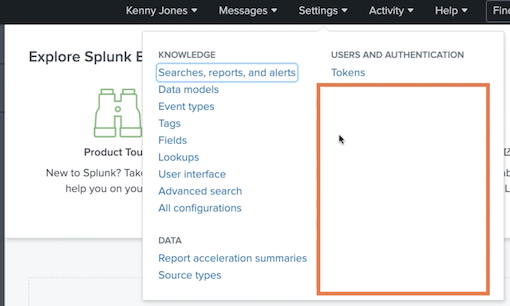 Kenny Jones Messages Settings Activity Help Find
Explore Splunk E
Product Tou
New to Splunk? Take
help you on you
KNOWLEDGE
Searches, reports, and alerts
Data models
Event types
Tags
Fields
Lookups
User interface
Advanced search
All configurations
DATA
Report acceleration summaries
Source types
USERS AND AUTHENTICATION
Tokens